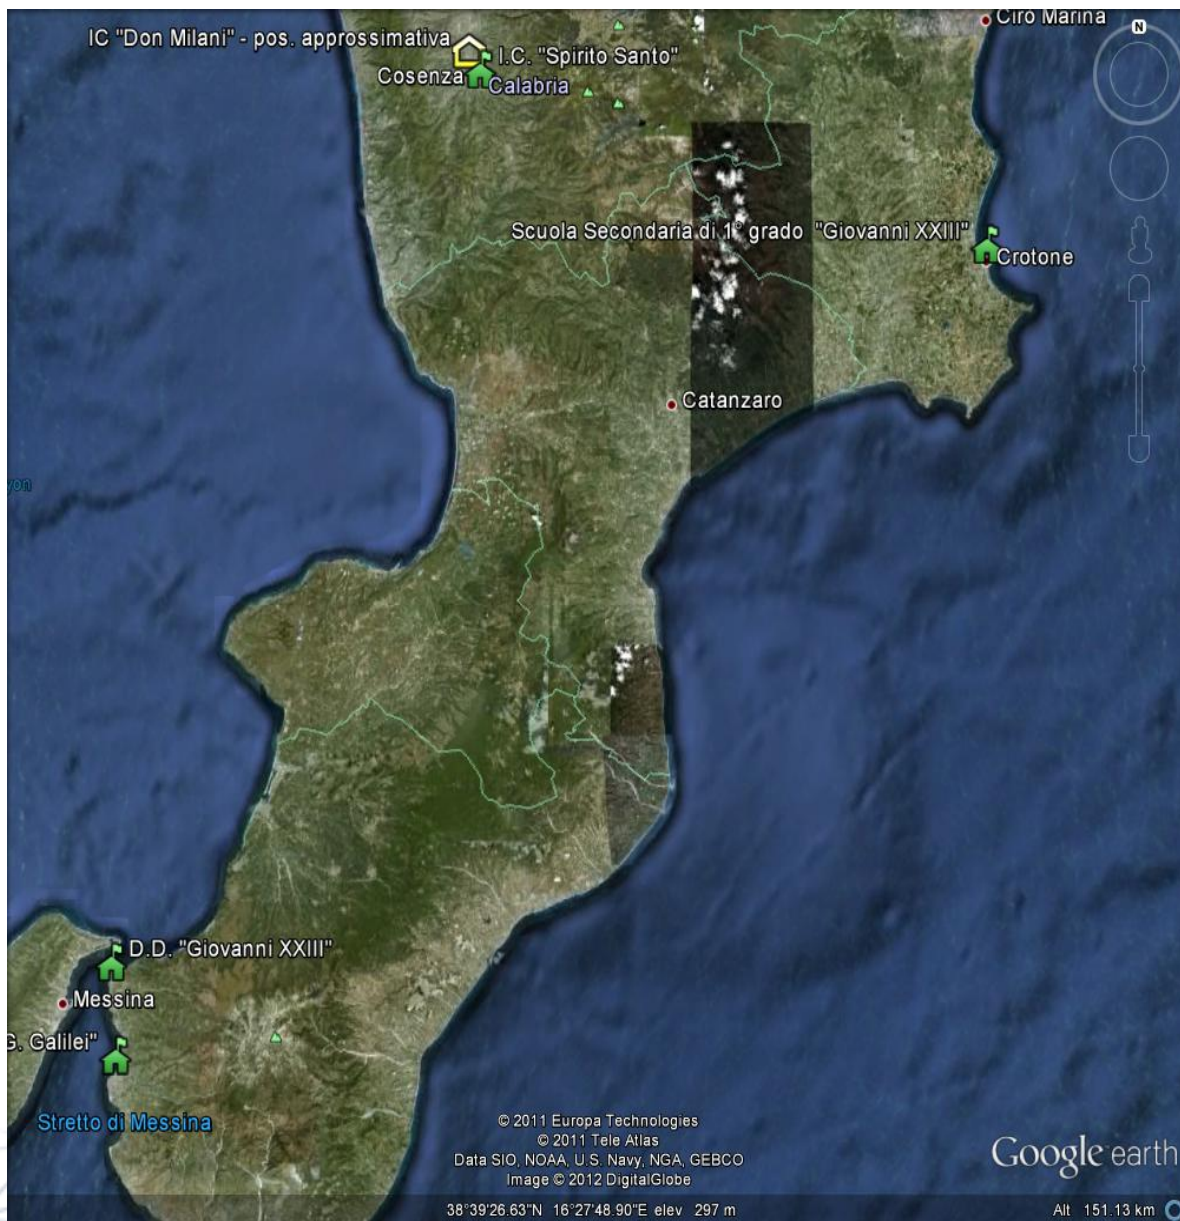 Ciro Marina
N
IC "Don Milani" - pos. approssimativa
I.C. "Spirito Santo"
Cosenza
Calabria
Scuola Secondaria di 1° grado "Giovanni XXIII"
Crotone
Catanzaro
yon
D.D. "Giovanni XXIII"
Messina
G. Galilei"
Stretto di Messina
© 2011 Europa Technologies
© 2011 Tele Atlas
Data SIO, NOAA, U.S. Navy, NGA, GEBCO
Image © 2012 DigitalGlobe
Google earth
38°39'26.63"N 16°27'48.90"E elev 297 m
Alt 151.13 km